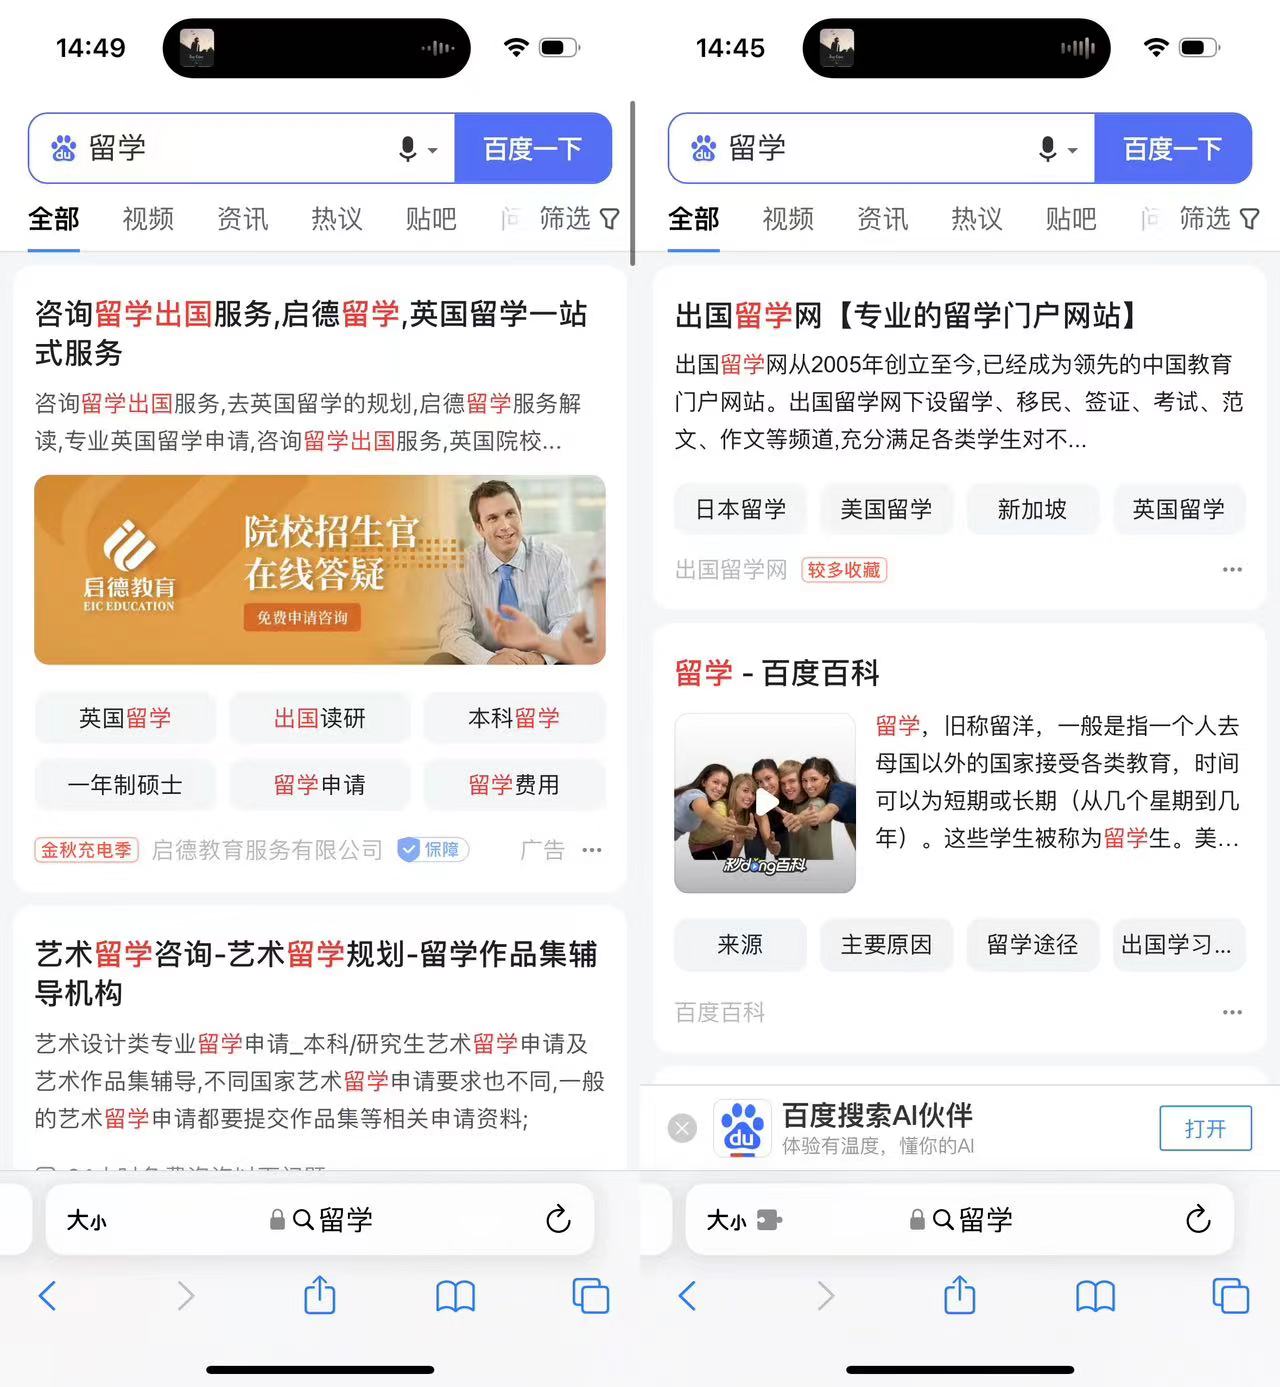 14:49
留学
百度一下
全部 视频 资讯 热议 贴吧 问 筛选
咨询留学出国服务,启德留学,英国留学一站
式服务
咨询留学出国服务,去英国留学的规划,启德留学服务解
读,专业英国留学申请,咨询留学出国服务,英国院校...
启德教育
EIC EDUCATION
院校招生官
在线答疑
免费申请咨询
英国留学 出国读研 本科留学
一年制硕士 留学申请 留学费用
金秋充电季 启德教育服务有限公司 保障 广告
艺术留学咨询-艺术留学规划-留学作品集辅
导机构
艺术设计类专业留学申请_本科/研究生艺术留学申请及
艺术作品集辅导,不同国家艺术留学申请要求也不同,一般
的艺术留学申请都要提交作品集等相关申请资料;
大小 留学
14:45
留学
百度一下
全部 视频 资讯 热议 贴吧 问 筛选
出国留学网【专业的留学门户网站】
出国留学网从2005年创立至今,已经成为领先的中国教育
门户网站。出国留学网下设留学、移民、签证、考试、范
文、作文等频道,充分满足各类学生对不...
日本留学 美国留学 新加坡 英国留学
出国留学网 较多收藏
留学 - 百度百科
留学，旧称留洋，一般是指一个人去
母国以外的国家接受各类教育，时间
可以为短期或长期（从几个星期到几
年）。这些学生被称为留学生。美...
秒dong百科
来源 主要原因 留学途径 出国学习...
百度百科
du
百度搜索AI伙伴
体验有温度，懂你的AI
打开
大小 留学